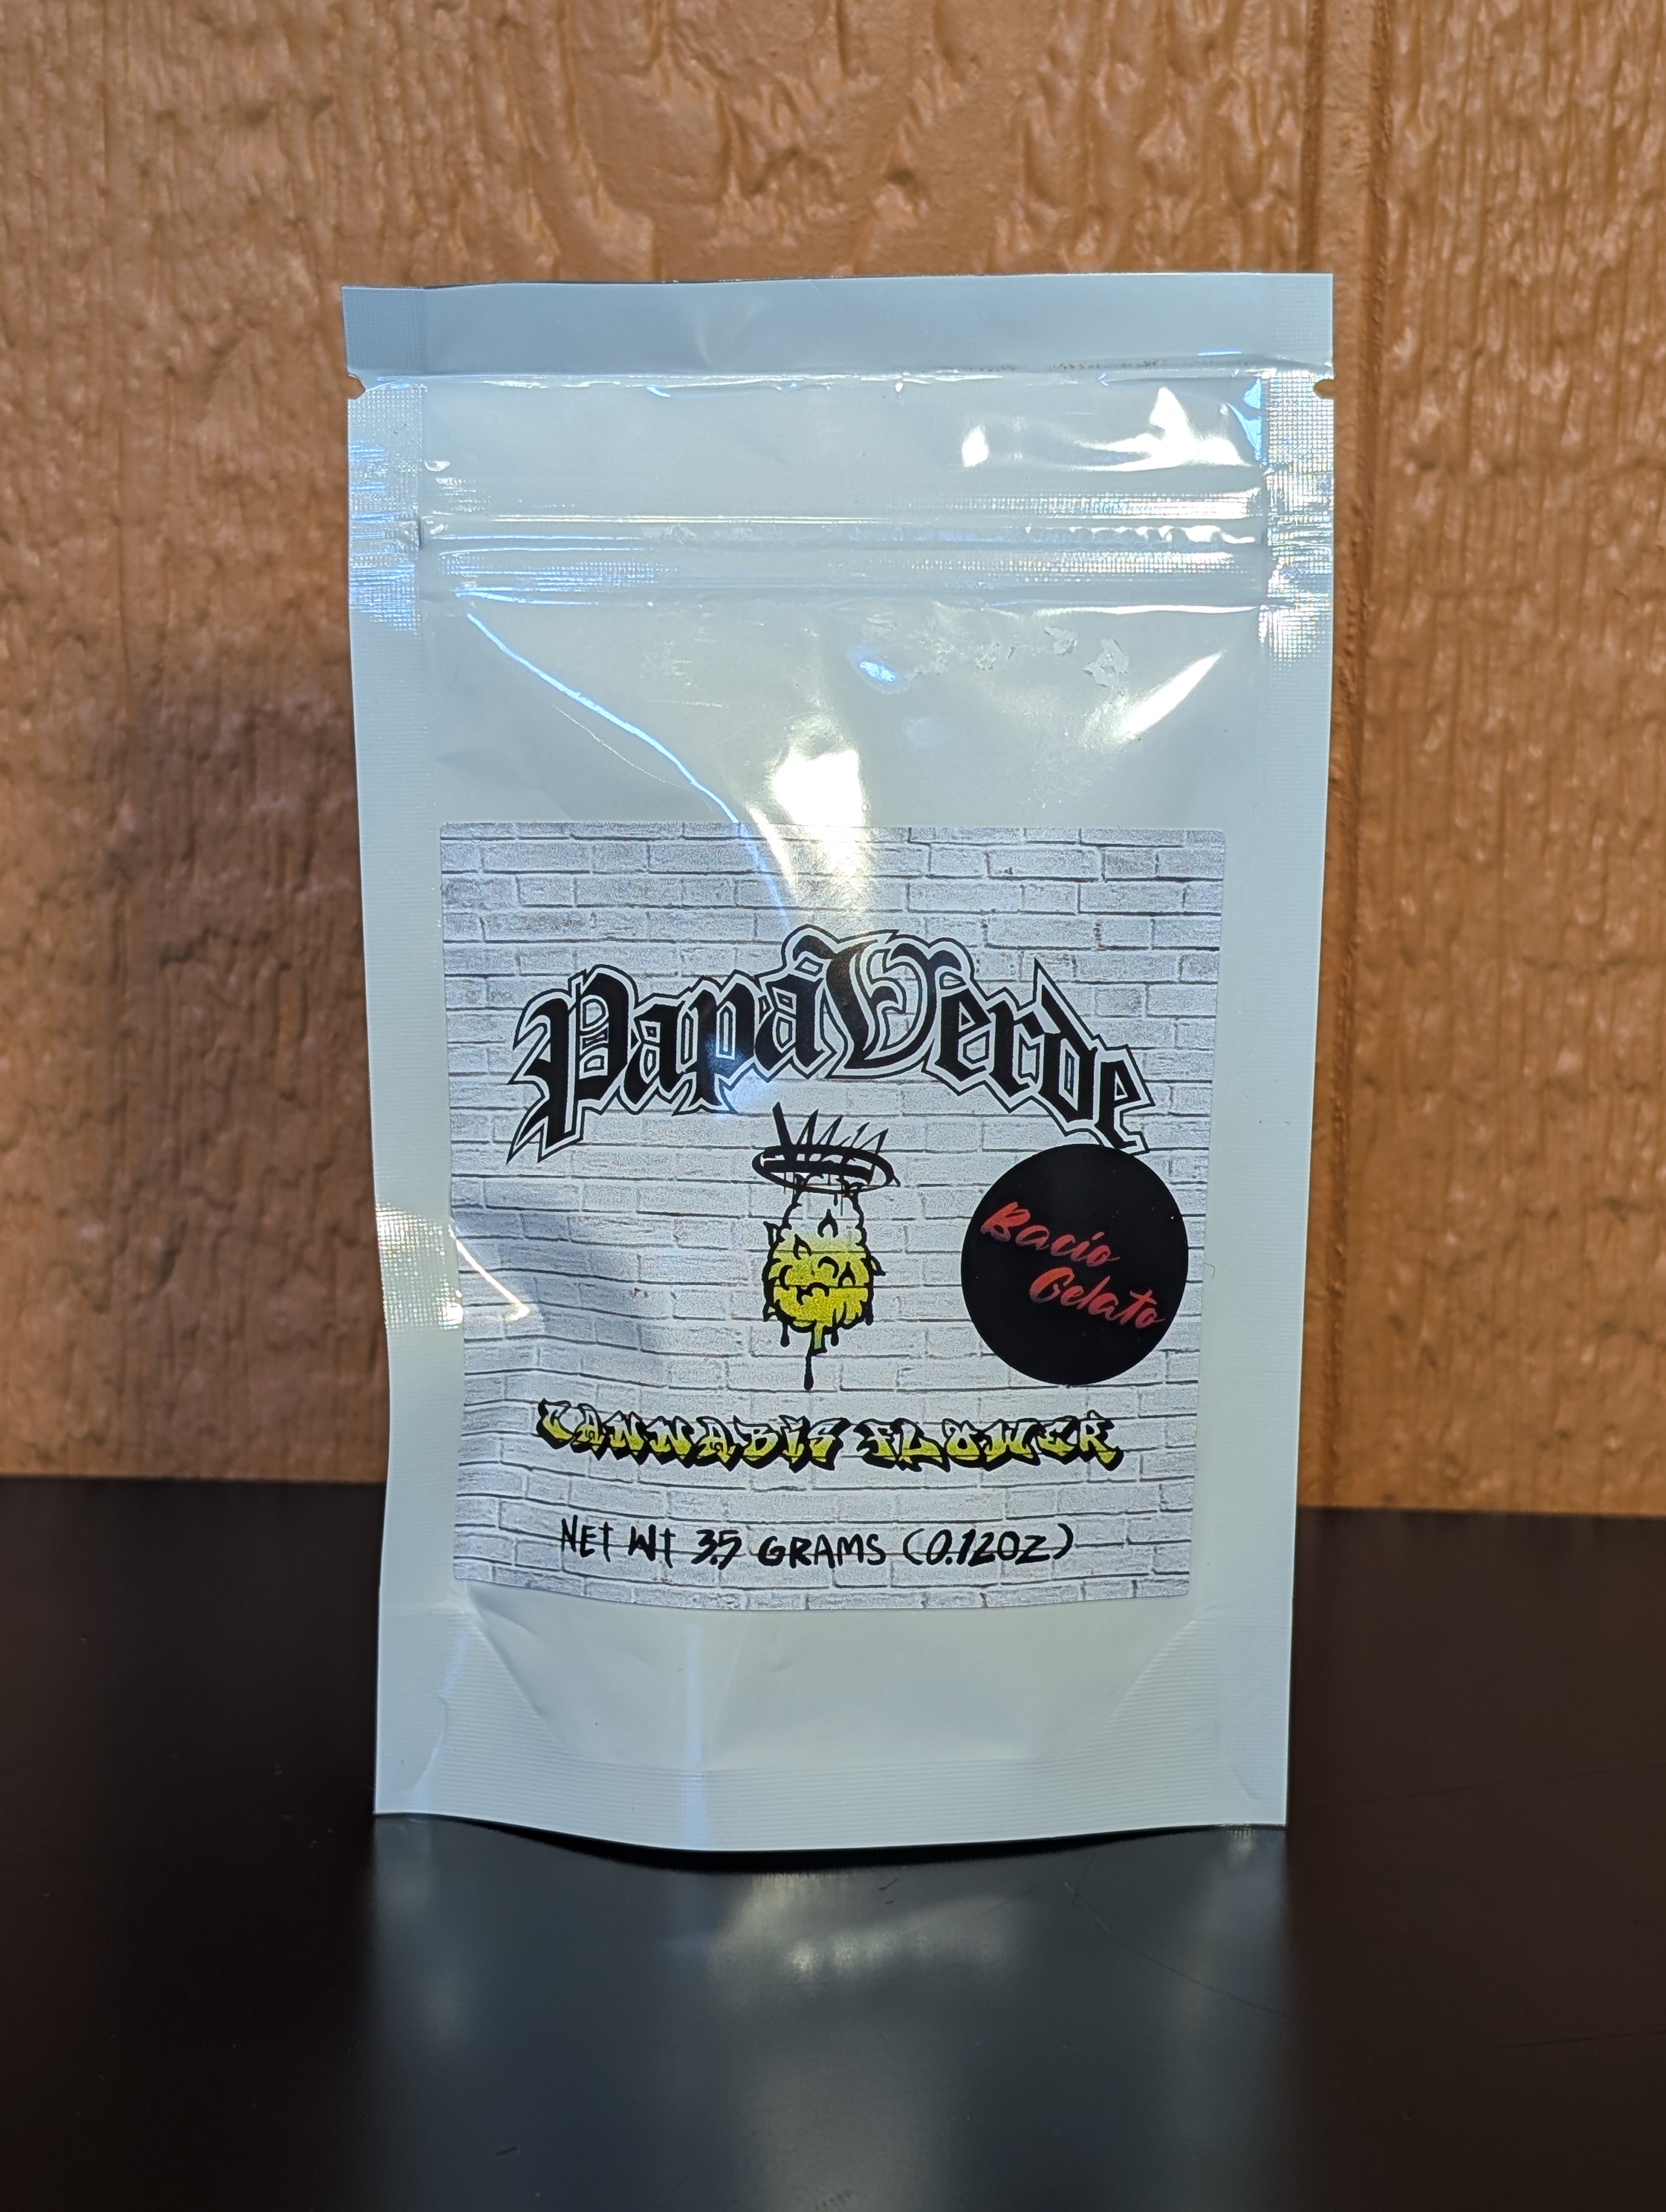 PapaVerde
Bacio
Gelato
CANNABIS FLOWER
NET Wt 3.5 GRAMS (0.12OZ)